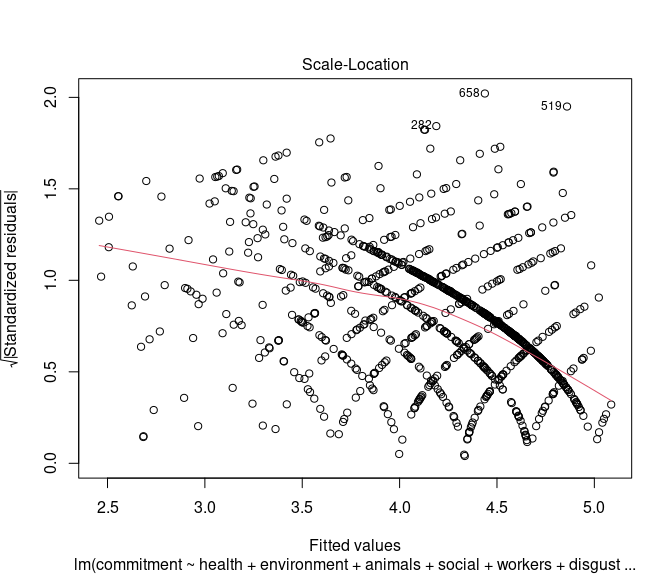 Scale-Location
√|Standardized residuals|
2.0
1.5
1.0
0.5
0.0
658
519
282
2.5 3.0 3.5 4.0 4.5 5.0
Fitted values
lm(commitment ~ health + environment + animals + social + workers + disgust ...